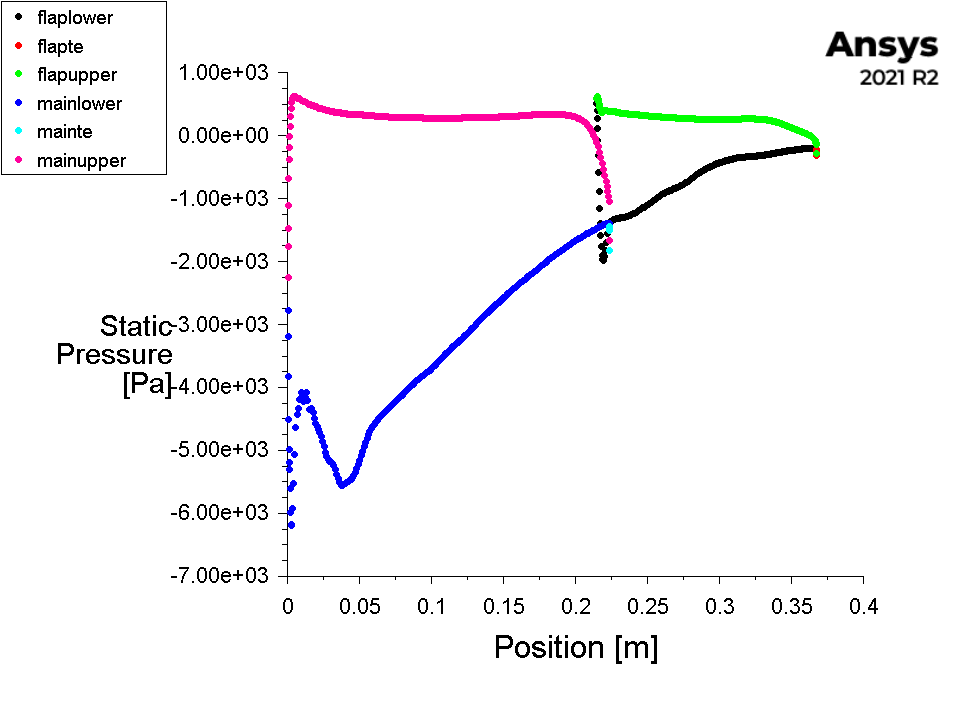 flaplower
flapte
flapupper
mainlower
mainte
mainupper
Ansys
2021 R2
1.00e+03
0.00e+00
-1.00e+03
-2.00e+03
-3.00e+03
-4.00e+03
-5.00e+03
-6.00e+03
-7.00e+03
Static
Pressure
[Pa]
0 0.05 0.1 0.15 0.2 0.25 0.3 0.35 0.4
Position [m]